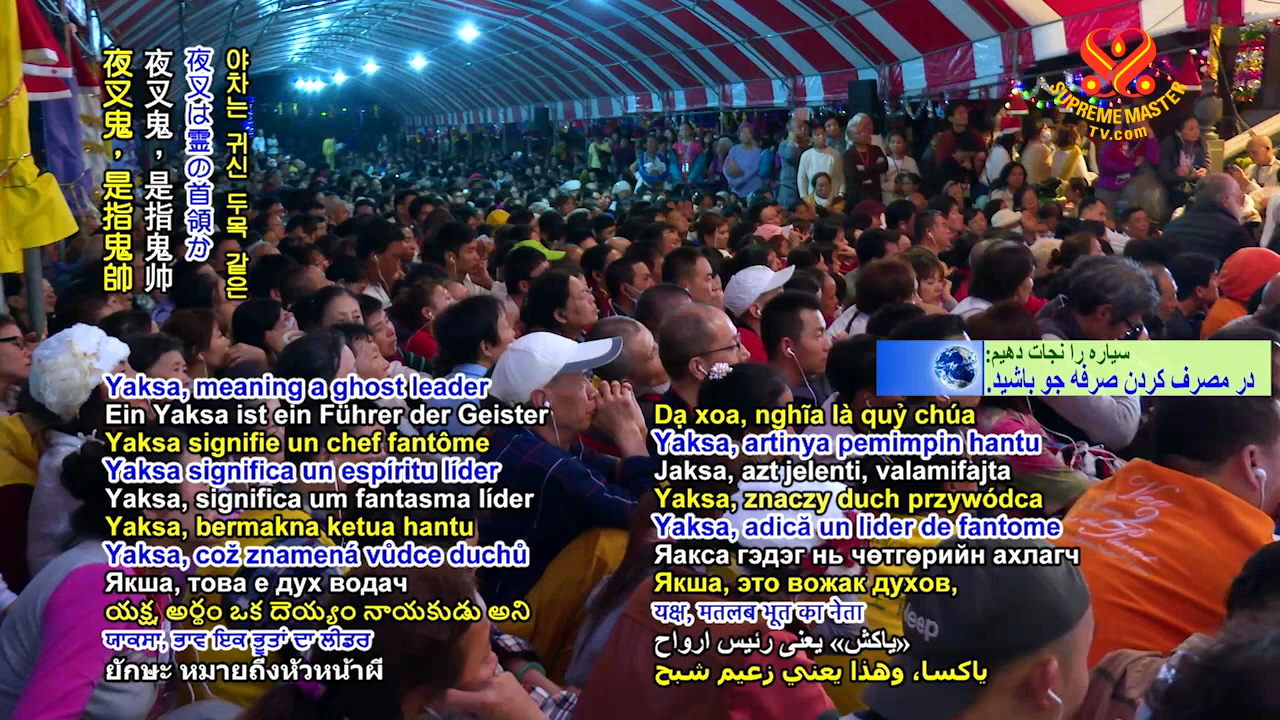 야차는 귀신 두목 같은
夜叉は霊の首領か
夜叉鬼，是指鬼帅
夜叉鬼，是指鬼帥
SUPREME MASTER
TV.com
سیاره را نجات دهیم:
در مصرف کردن صرفه جو باشید.
Yaksa, meaning a ghost leader
Ein Yaksa ist ein Führer der Geister
Yaksa signifie un chef fantôme
Yaksa significa un espíritu líder
Yaksa, significa um fantasma líder
Yaksa, bermakna ketua hantu
Yaksa, což znamená vůdce duchů
Якша, това е дух водач
యక్ష, అర్థం ఒక దెయ్యం నాయకుడు అని
ਯਾਕਸਾ, ਭਾਵ ਇਕ ਭੂਤਾਂ ਦਾ ਲੀਡਰ
ยักษะ หมายถึงหัวหน้าผี
Dạ xoa, nghĩa là quỷ chúa
Yaksa, artinya pemimpin hantu
Jaksa, azt jelenti, valamifajta
Yaksa, znaczy duch przywódca
Yaksa, adică un lider de fantome
Яакса гэдэг нь чөтгөрийн ахлагч
Якша, это вожак духов,
यक्ष, मतलब भूत का नेता
«یاکش» یعنی رئیس ارواح
ياكسا، وهذا يعني زعيم شبح